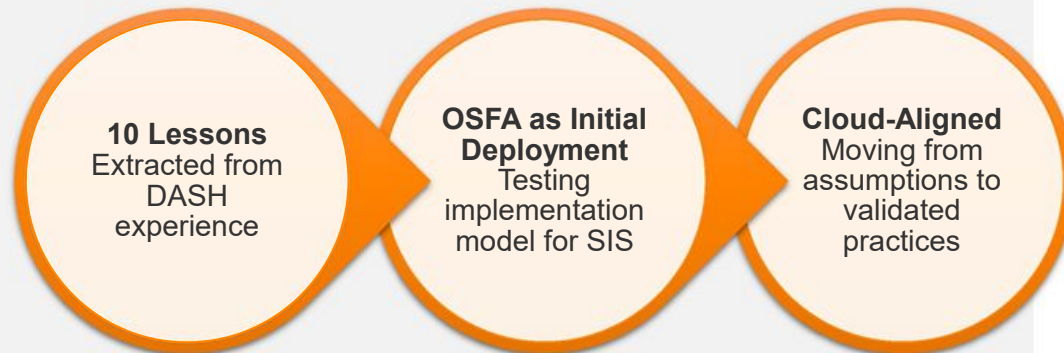 10 Lessons
Extracted from
DASH
experience
OSFA as Initial
Deployment
Testing
implementation
model for SIS
Cloud-Aligned
Moving from
assumptions to
validated
practices